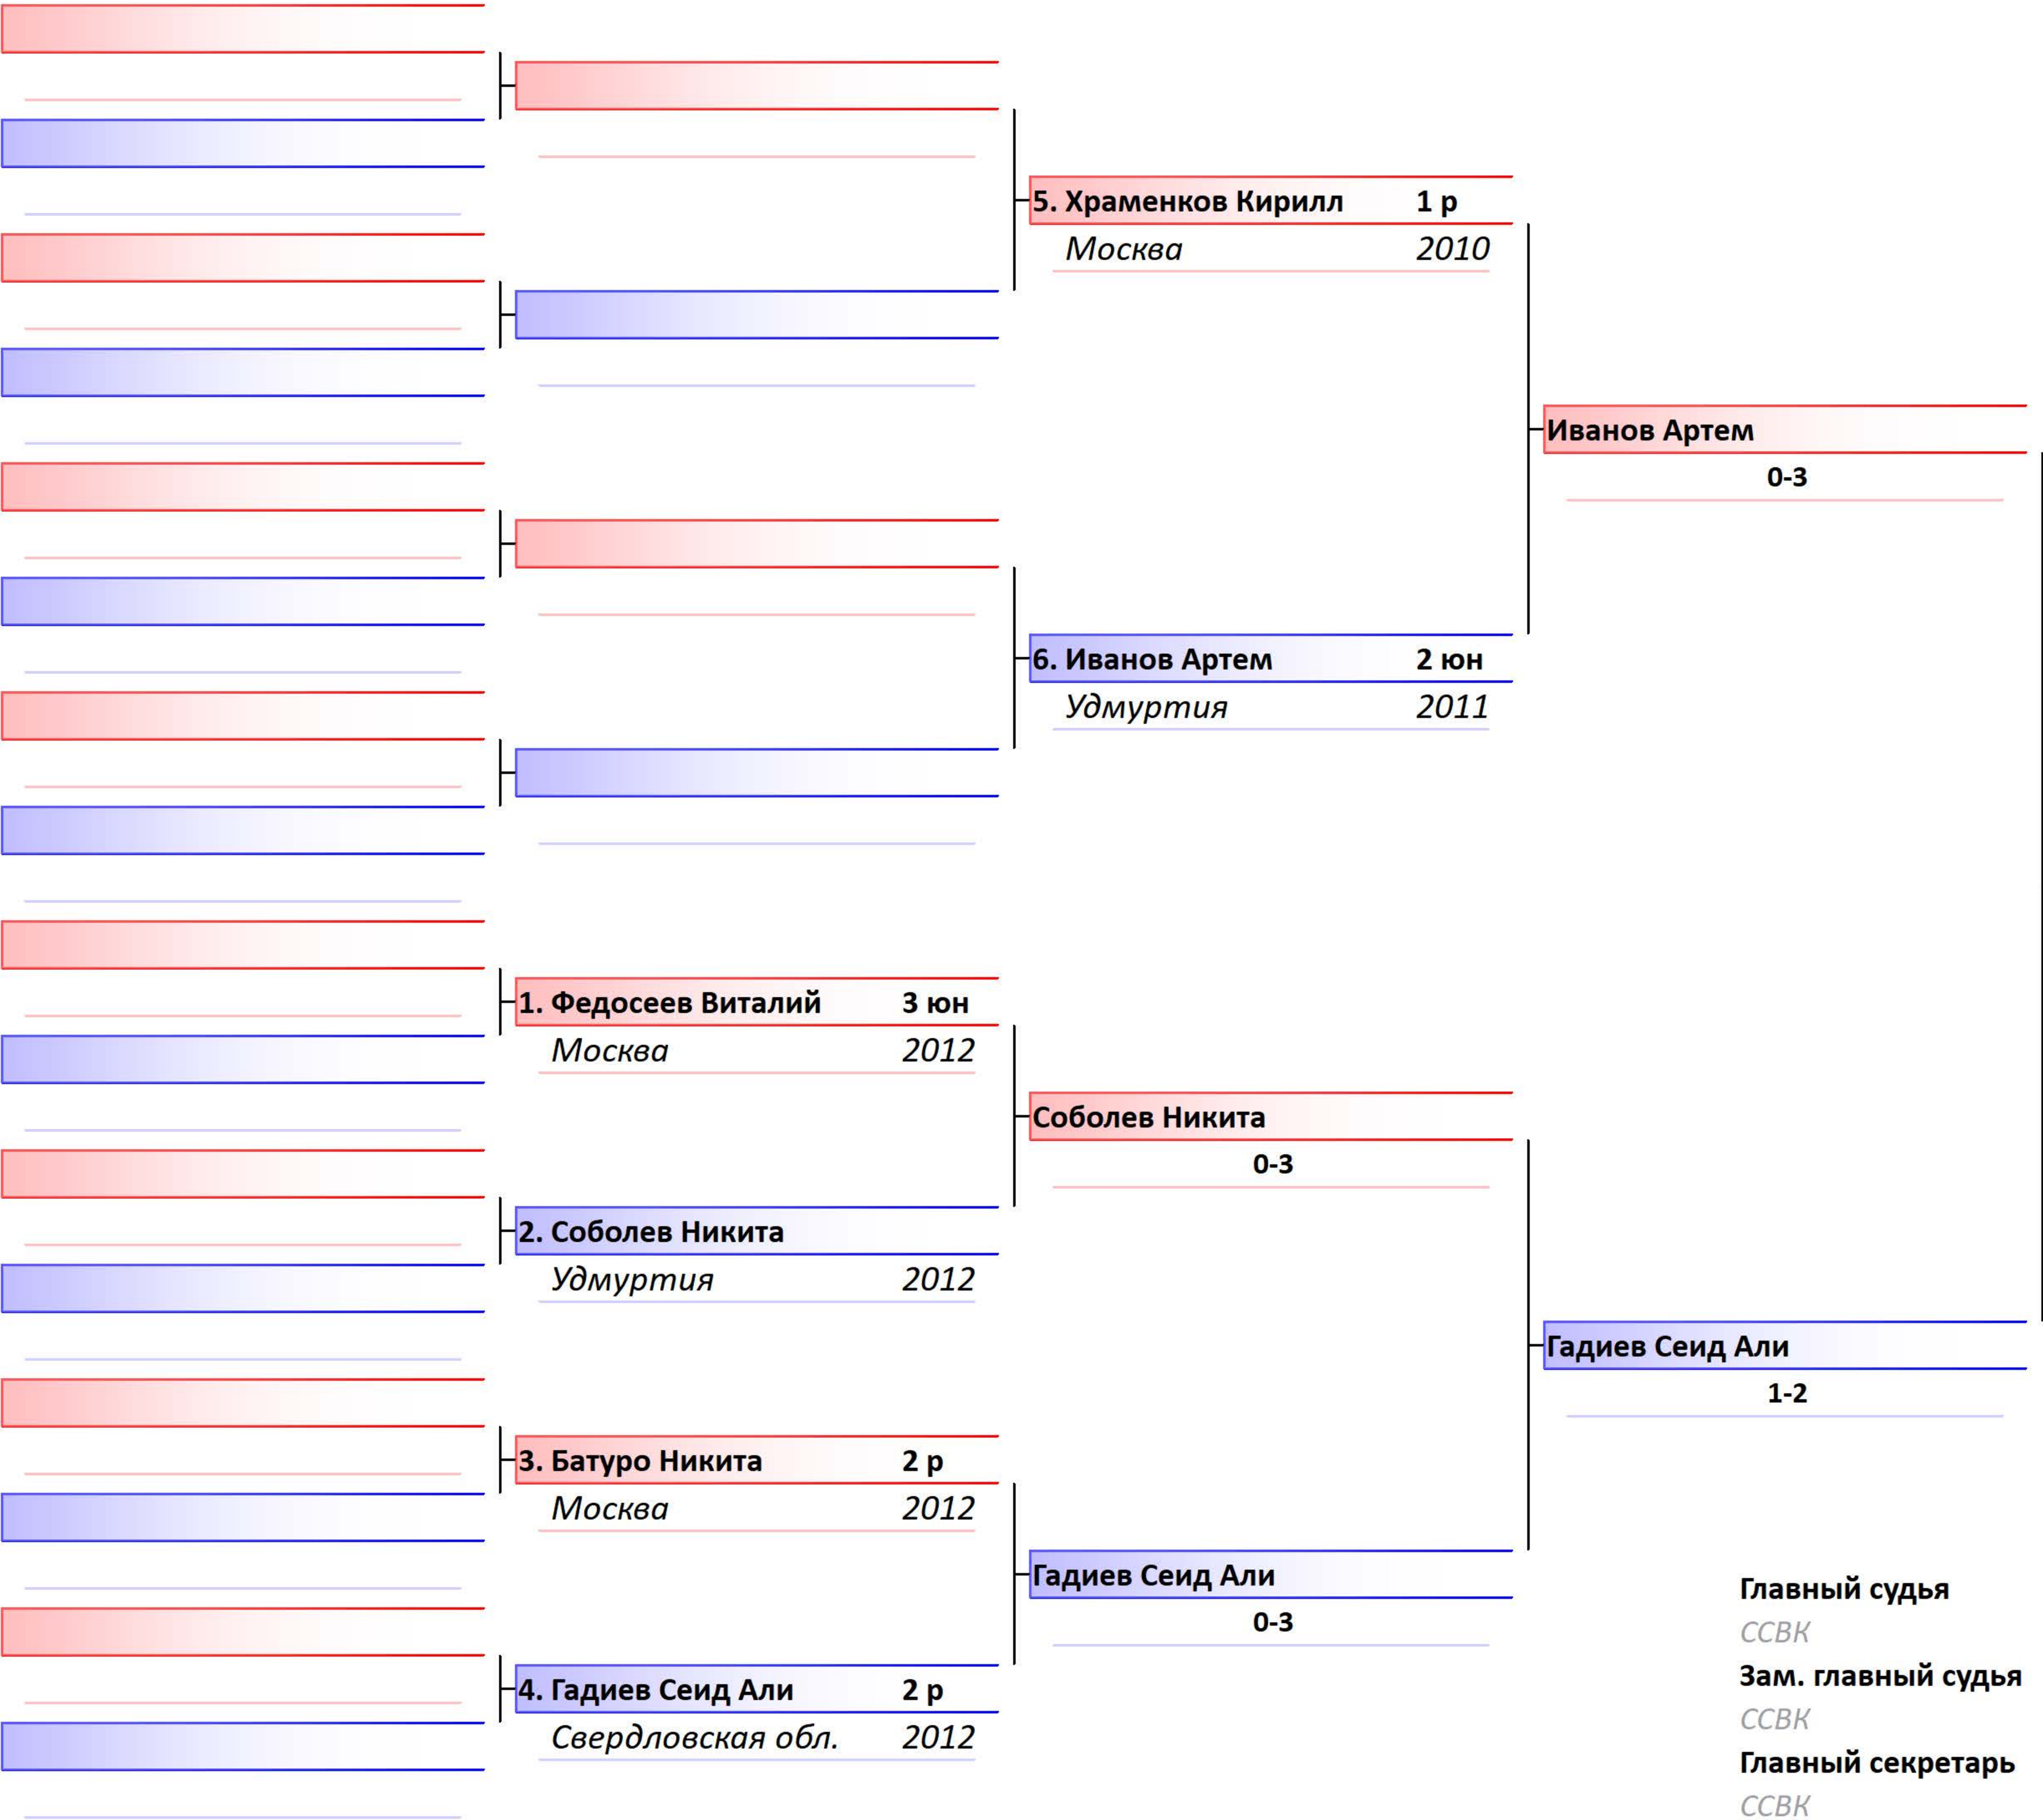 5. Храменков Кирилл 1 р
Москва 2010
Иванов Артем
0-3
6. Иванов Артем 2 юн
Удмуртия 2011
1. Федосеев Виталий 3 юн
Москва 2012
Соболев Никита
0-3
2. Соболев Никита
Удмуртия 2012
Гадиев Сеид Али
1-2
3. Батуро Никита 2 р
Москва 2012
Гадиев Сеид Али
0-3
4. Гадиев Сеид Али 2 р
Свердловская обл. 2012
Главный судья
ССВК
Зам. главный судья
ССВК
Главный секретарь
ССВК